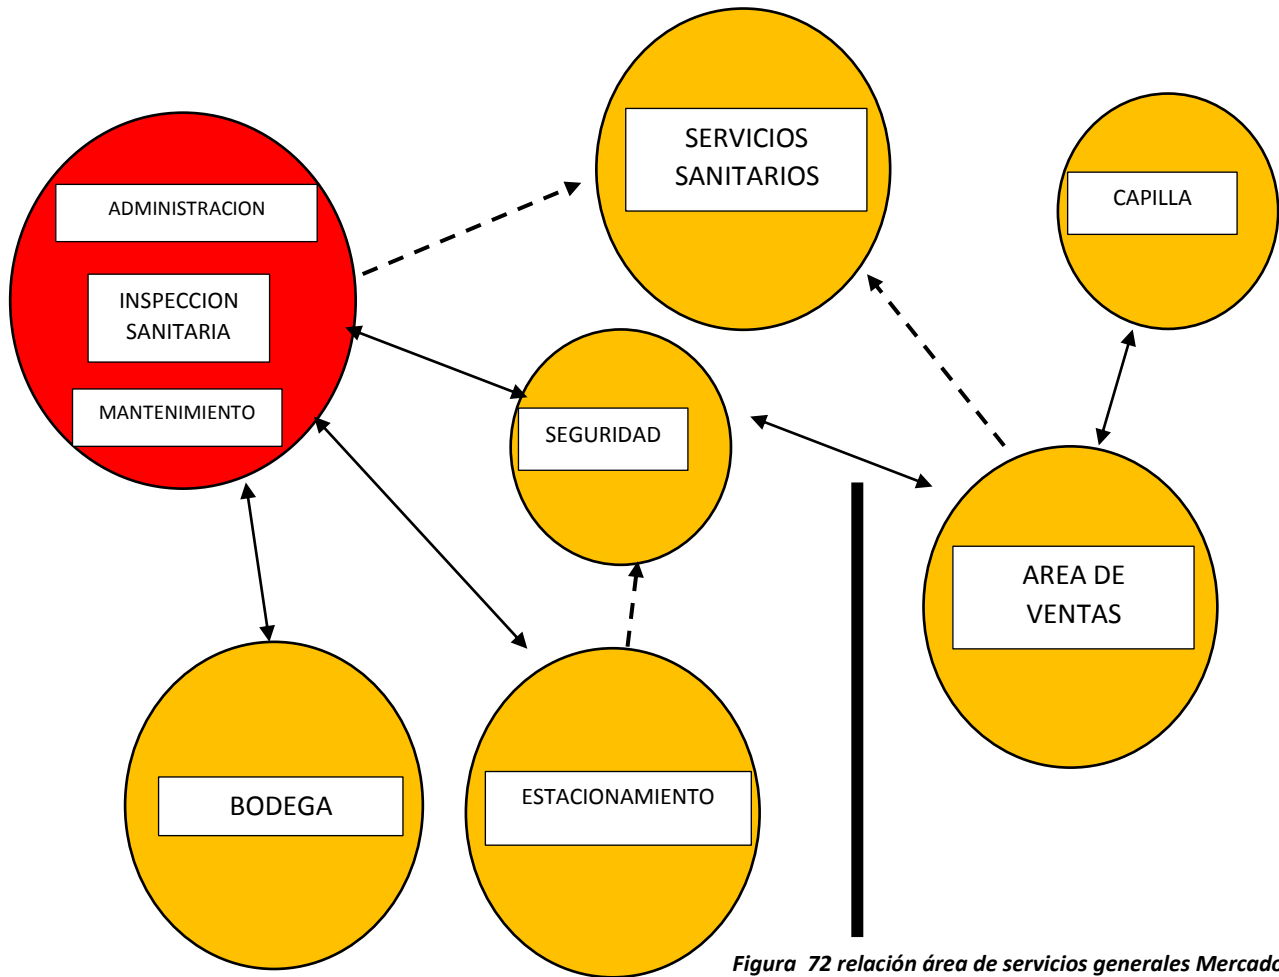 SERVICIOS
SANITARIOS
CAPILLA
ADMINISTRACION
INSPECCION
SANITARIA
MANTENIMIENTO
SEGURIDAD
AREA DE
VENTAS
BODEGA
ESTACIONAMIENTO
Figura 72 relación área de servicios generales Mercado